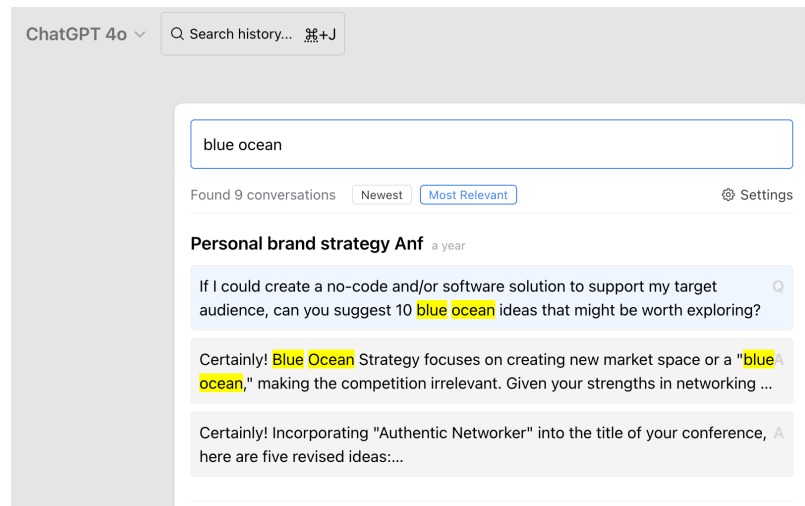 ChatGPT 4o
Search history... ⌘+J
blue ocean
Found 9 conversations Newest Most Relevant Settings
Personal brand strategy Anf a year
If I could create a no-code and/or software solution to support my target Q
audience, can you suggest 10 blue ocean ideas that might be worth exploring?
Certainly! Blue Ocean Strategy focuses on creating new market space or a "blue A
ocean," making the competition irrelevant. Given your strengths in networking ...
Certainly! Incorporating "Authentic Networker" into the title of your conference, A
here are five revised ideas:...